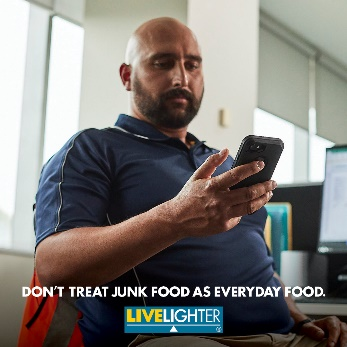 DON'T TREAT JUNK FOOD AS EVERYDAY FOOD.
LIVELIGHTER